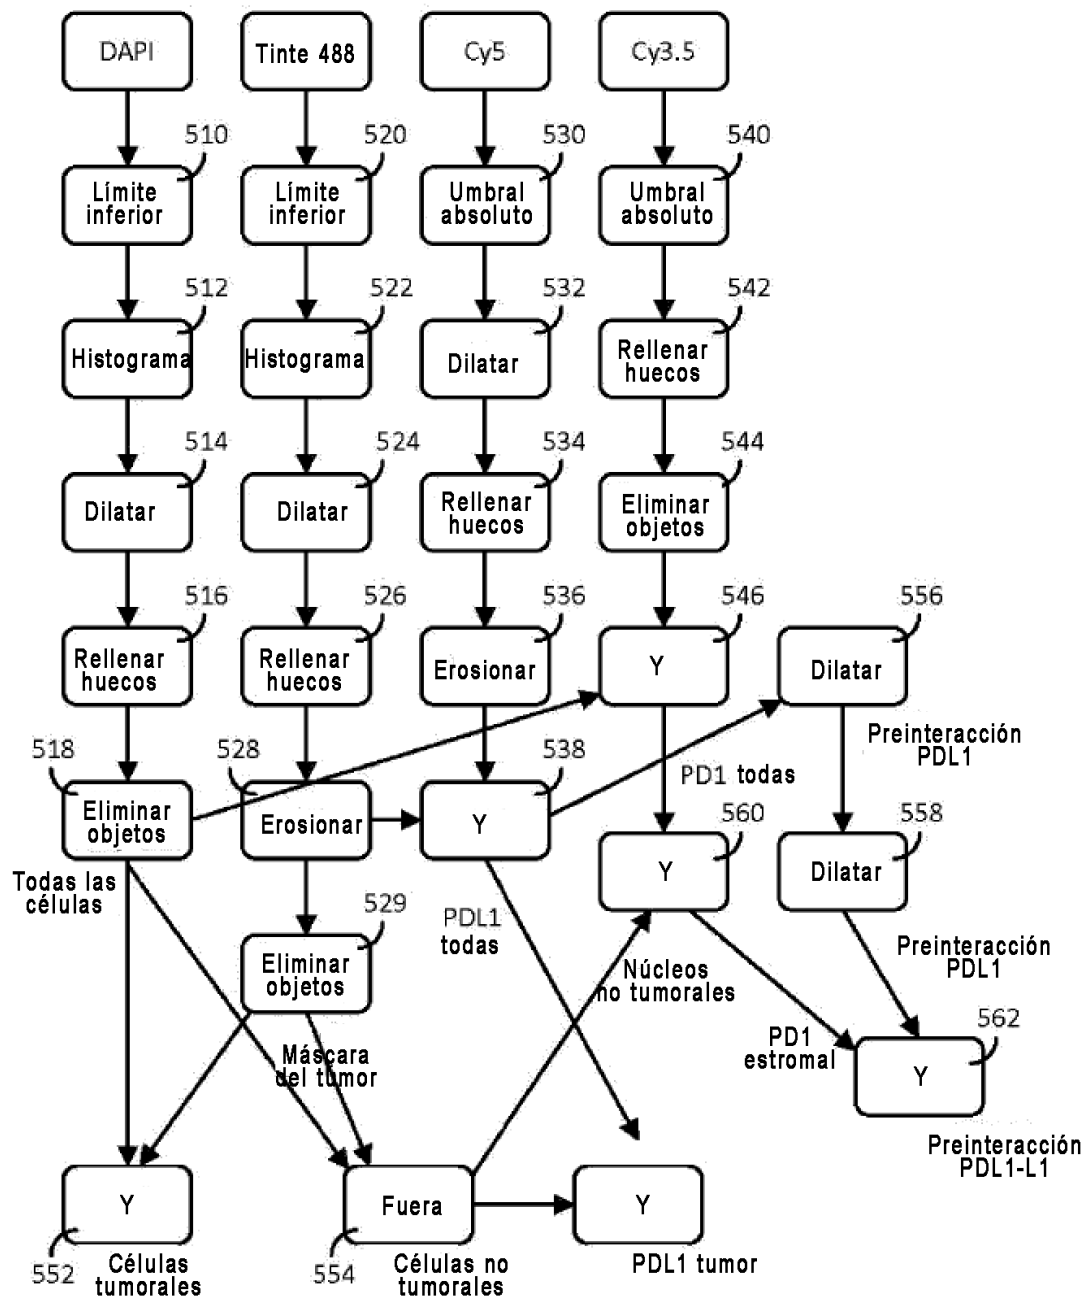 DAPI
Tinte 488
Cy5
Cy3.5
510
520
530
540
Límite
inferior
Límite
inferior
Umbral
absoluto
Umbral
absoluto
512
522
532
542
Histograma
Histograma
Dilatar
Rellenar
huecos
514
524
534
544
Dilatar
Dilatar
Rellenar
huecos
Eliminar
objetos
516
526
536
546
556
Rellenar
huecos
Rellenar
huecos
Erosionar
Y
Dilatar
518
528
538
Preinteracción
PDL1
PD1 todas
Eliminar
objetos
Erosionar
Y
560
558
Y
Dilatar
Todas las
células
529
PDL1
todas
Eliminar
objetos
Núcleos
no tumorales
Preinteracción
PDL1
562
PD1
estromal
Máscara
del tumor
Y
Preinteracción
PDL1-L1
Y
Fuera
Y
552
Células
tumorales
554
Células no
tumorales
PDL1 tumor